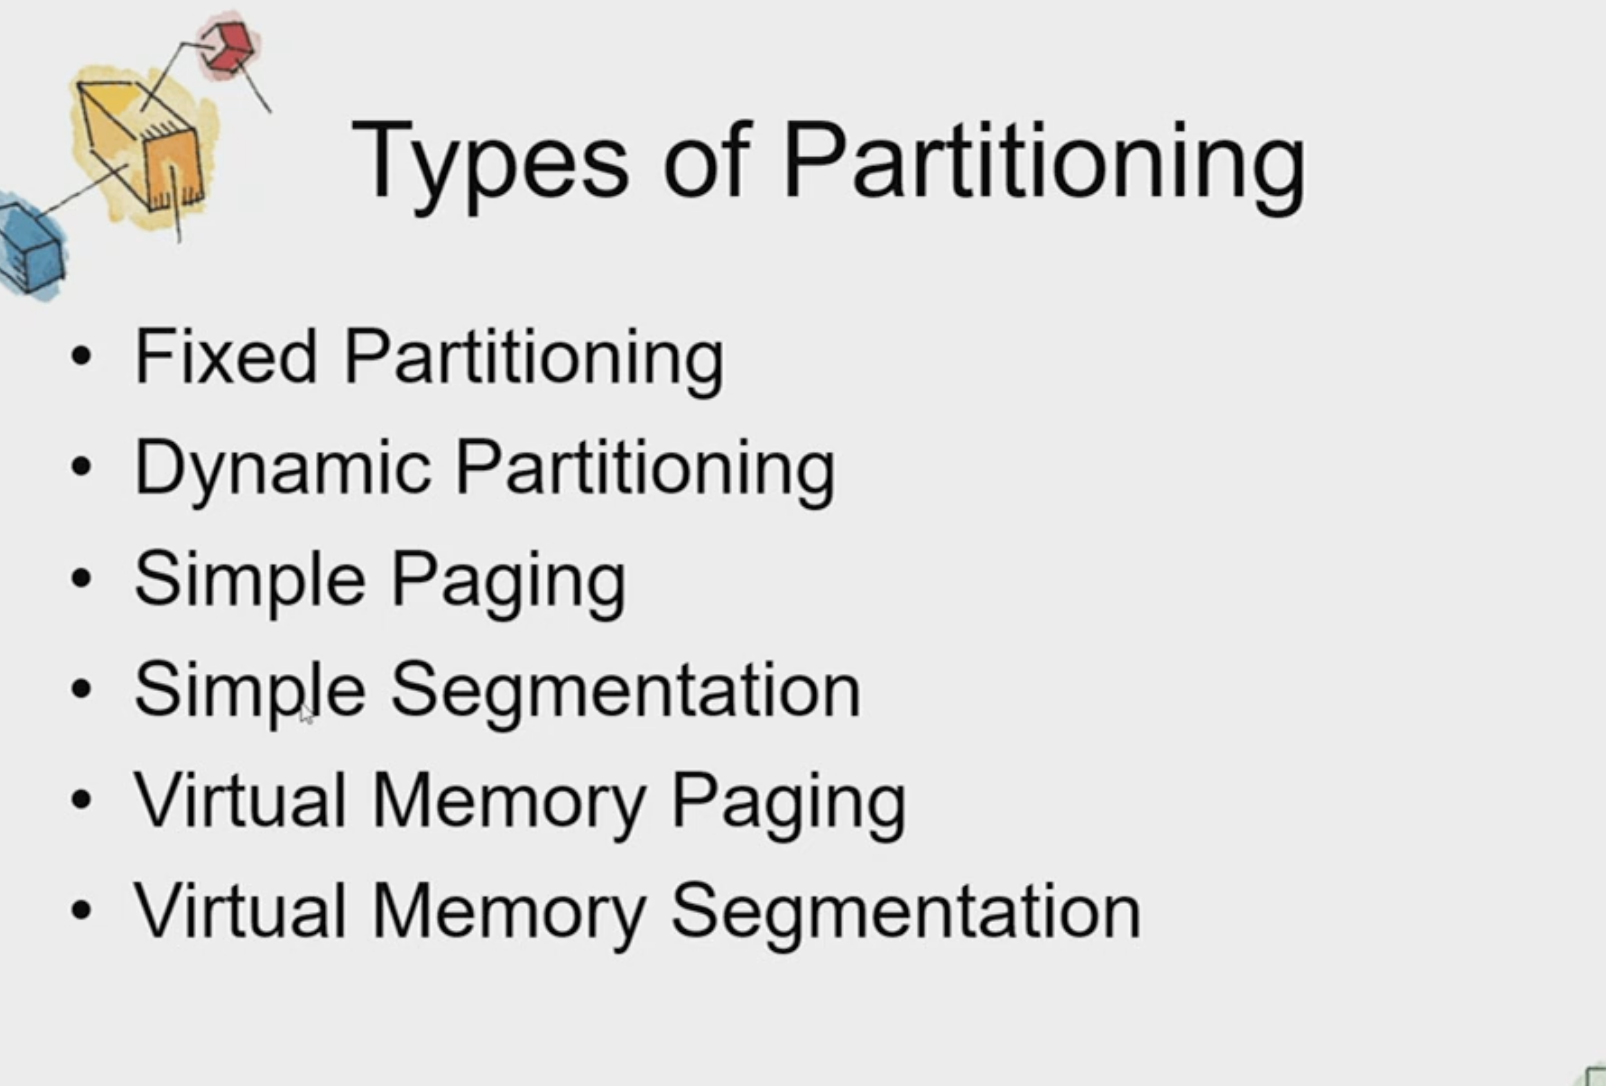 Types of Partitioning
• Fixed Partitioning
• Dynamic Partitioning
• Simple Paging
• Simple Segmentation
• Virtual Memory Paging
• Virtual Memory Segmentation